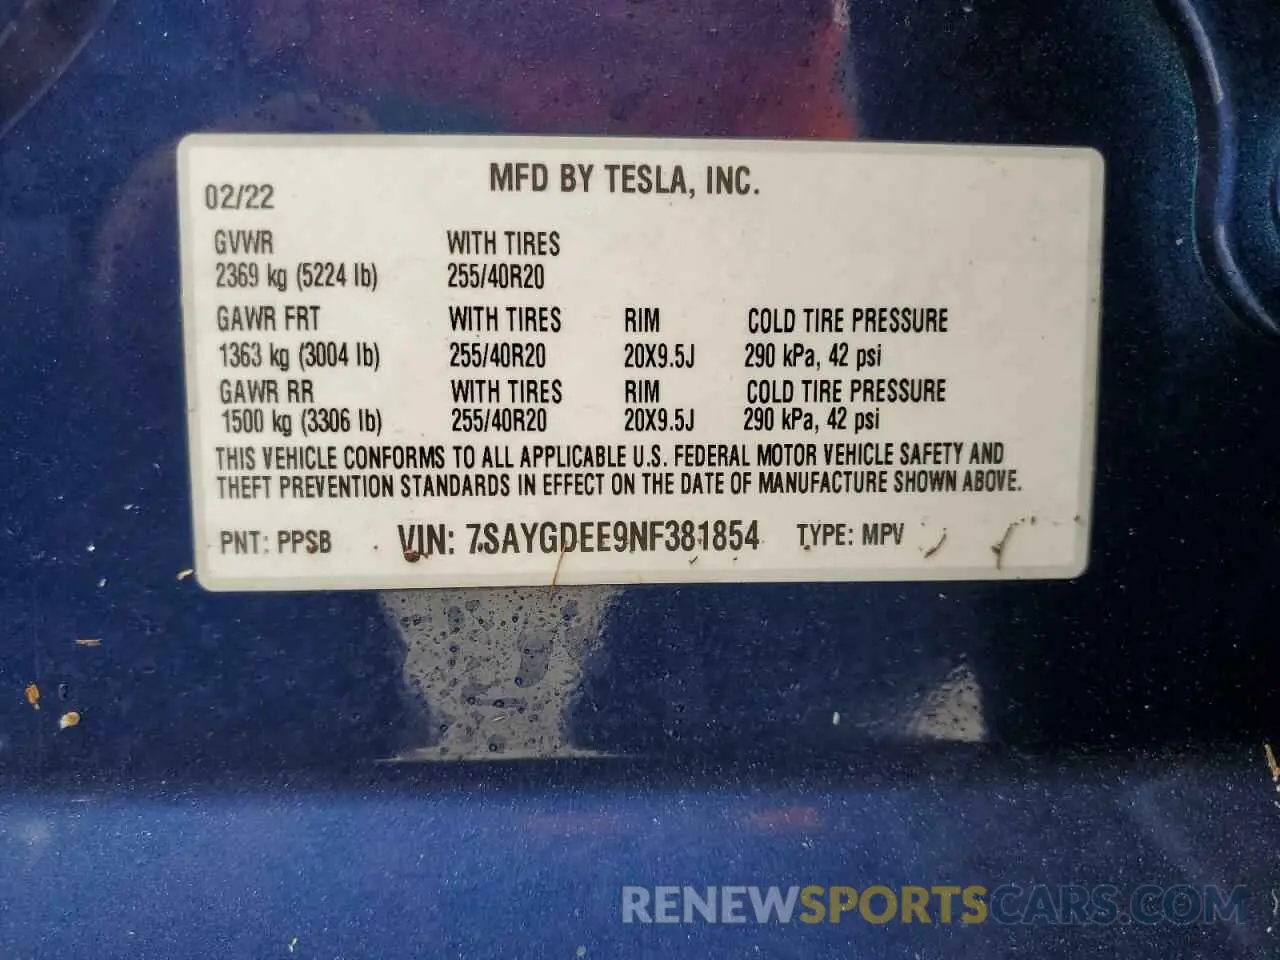 MFD BY TESLA, INC.
02/22
GVWR WITH TIRES
2369 kg (5224 lb) 255/40R20
GAWR FRT WITH TIRES RIM COLD TIRE PRESSURE
1363 kg (3004 lb) 255/40R20 20X9.5J 290 kPa, 42 psi
GAWR RR WITH TIRES RIM COLD TIRE PRESSURE
1500 kg (3306 lb) 255/40R20 20X9.5J 290 kPa, 42 psi
THIS VEHICLE CONFORMS TO ALL APPLICABLE U.S. FEDERAL MOTOR VEHICLE SAFETY AND
THEFT PREVENTION STANDARDS IN EFFECT ON THE DATE OF MANUFACTURE SHOWN ABOVE.
PNT: PPSB VIN: 7SAYGDEE9NF381854 TYPE: MPV
RENEWSPORTSCARS.COM